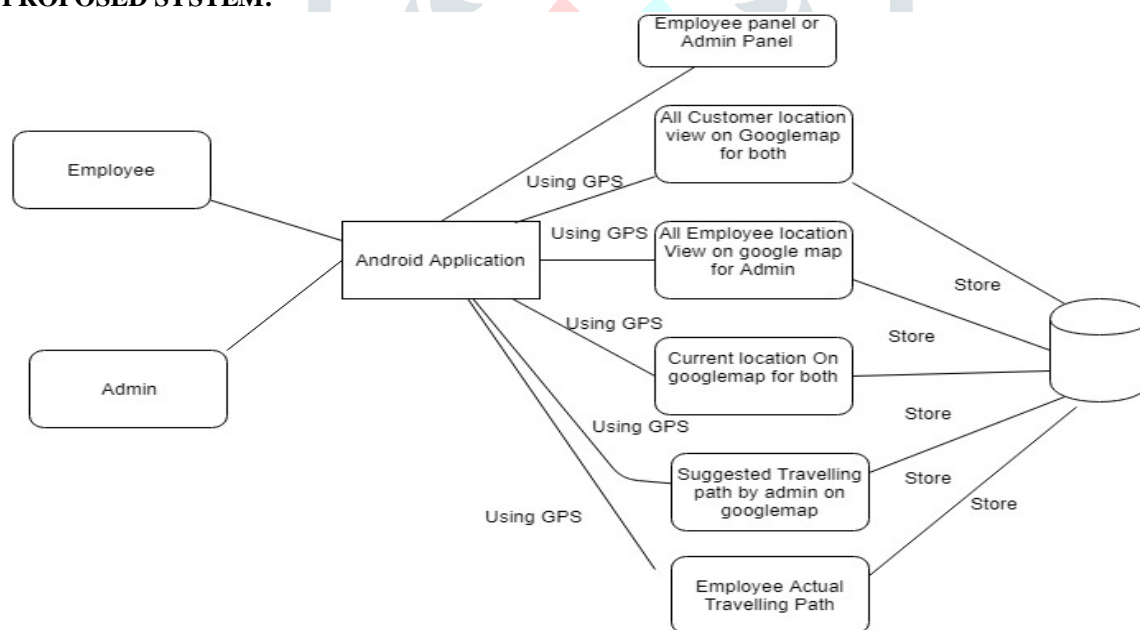 PROPOSED SYSTEM:
Employee panel or
Admin Panel
All Customer location
view on Googlemap
for both
Employee
Using GPS
Using GPS
All Employee location
View on google map
for Admin
Android Application
Store
Using GPS
Store
Current location On
googlemap for both
Admin
Store
Using GPS
Suggested Travelling
path by admin on
googlemap
Store
Store
Using GPS
Employee Actual
Travelling Path